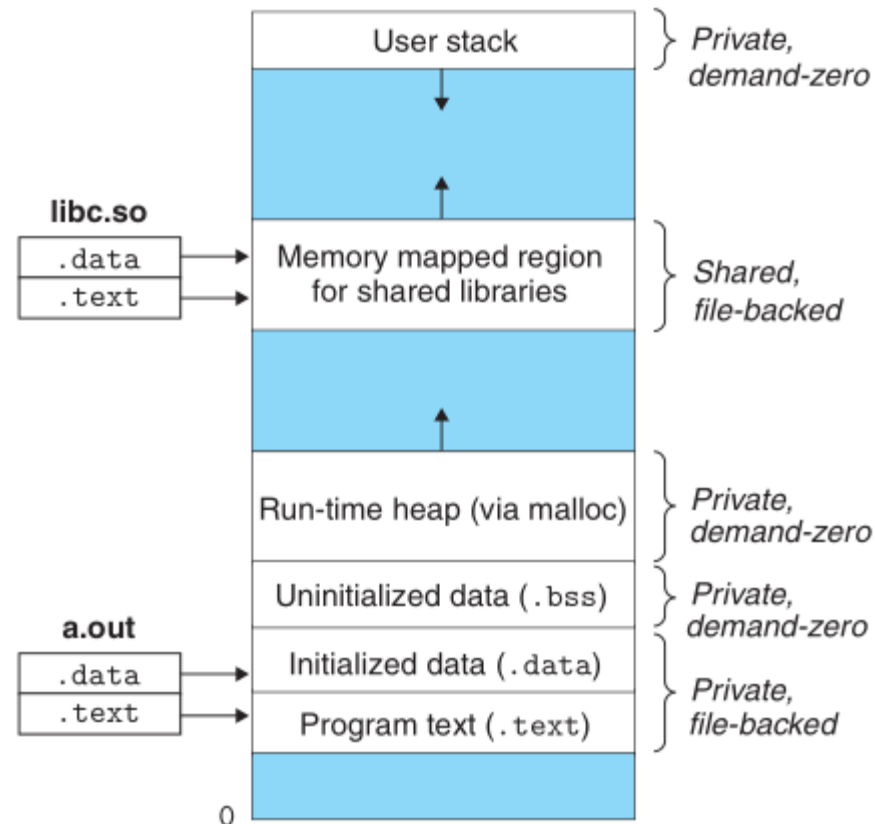 User stack
Private,
demand-zero
libc.so
.data
.text
Memory mapped region
for shared libraries
Shared,
file-backed
Run-time heap (via malloc)
Private,
demand-zero
Uninitialized data (.bss)
Private,
demand-zero
a.out
.data
.text
Initialized data (.data)
Program text (.text)
Private,
file-backed
0